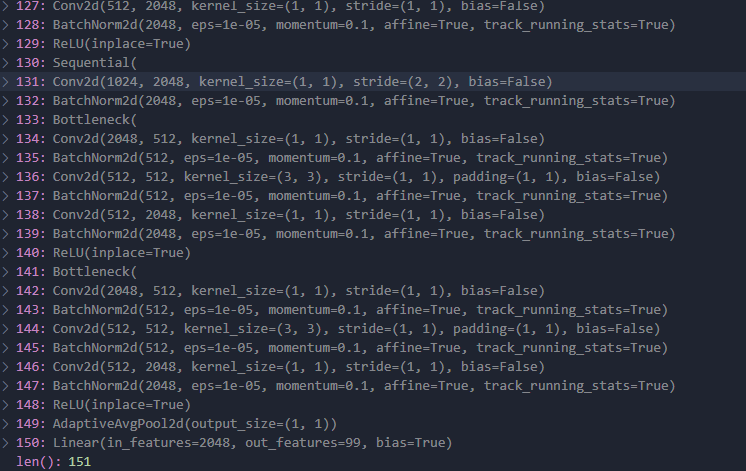 127: Conv2d(512, 2048, kernel_size=(1, 1), stride=(1, 1), bias=False)
128: BatchNorm2d(2048, eps=1e-05, momentum=0.1, affine=True, track_running_stats=True)
129: ReLU(inplace=True)
130: Sequential(
131: Conv2d(1024, 2048, kernel_size=(1, 1), stride=(2, 2), bias=False)
132: BatchNorm2d(2048, eps=1e-05, momentum=0.1, affine=True, track_running_stats=True)
133: Bottleneck(
134: Conv2d(2048, 512, kernel_size=(1, 1), stride=(1, 1), bias=False)
135: BatchNorm2d(512, eps=1e-05, momentum=0.1, affine=True, track_running_stats=True)
136: Conv2d(512, 512, kernel_size=(3, 3), stride=(1, 1), padding=(1, 1), bias=False)
137: BatchNorm2d(512, eps=1e-05, momentum=0.1, affine=True, track_running_stats=True)
138: Conv2d(512, 2048, kernel_size=(1, 1), stride=(1, 1), bias=False)
139: BatchNorm2d(2048, eps=1e-05, momentum=0.1, affine=True, track_running_stats=True)
140: ReLU(inplace=True)
141: Bottleneck(
142: Conv2d(2048, 512, kernel_size=(1, 1), stride=(1, 1), bias=False)
143: BatchNorm2d(512, eps=1e-05, momentum=0.1, affine=True, track_running_stats=True)
144: Conv2d(512, 512, kernel_size=(3, 3), stride=(1, 1), padding=(1, 1), bias=False)
145: BatchNorm2d(512, eps=1e-05, momentum=0.1, affine=True, track_running_stats=True)
146: Conv2d(512, 2048, kernel_size=(1, 1), stride=(1, 1), bias=False)
147: BatchNorm2d(2048, eps=1e-05, momentum=0.1, affine=True, track_running_stats=True)
148: ReLU(inplace=True)
149: AdaptiveAvgPool2d(output_size=(1, 1))
150: Linear(in_features=2048, out_features=99, bias=True)
len(): 151